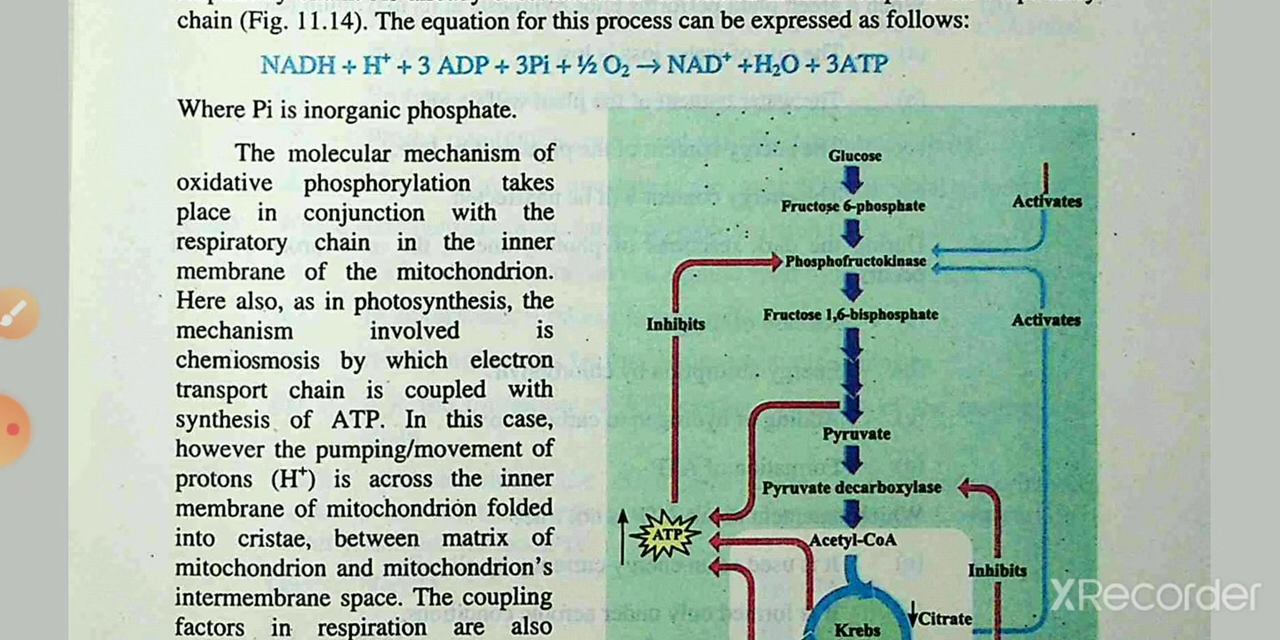 chain (Fig. 11.14). The equation for this process can be expressed as follows:
NADH + H⁺ + 3 ADP + 3Pi + ½ O₂ → NAD⁺ +H₂O + 3ATP
Where Pi is inorganic phosphate.
The molecular mechanism of
oxidative phosphorylation takes
place in conjunction with the
respiratory chain in the inner
membrane of the mitochondrion.
Here also, as in photosynthesis, the
mechanism involved is
chemiosmosis by which electron
transport chain is coupled with
synthesis of ATP. In this case,
however the pumping/movement of
protons (H⁺) is across the inner
membrane of mitochondrion folded
into cristae, between matrix of
mitochondrion and mitochondrion's
intermembrane space. The coupling
factors in respiration are also
Glucose
Fructose 6-phosphate
Activates
Phosphofructokinase
Inhibits
Fructose 1,6-bisphosphate
Activates
Pyruvate
Pyruvate decarboxylase
ATP
Acetyl-CoA
Inhibits
Citrate
Krebs
XRecorder